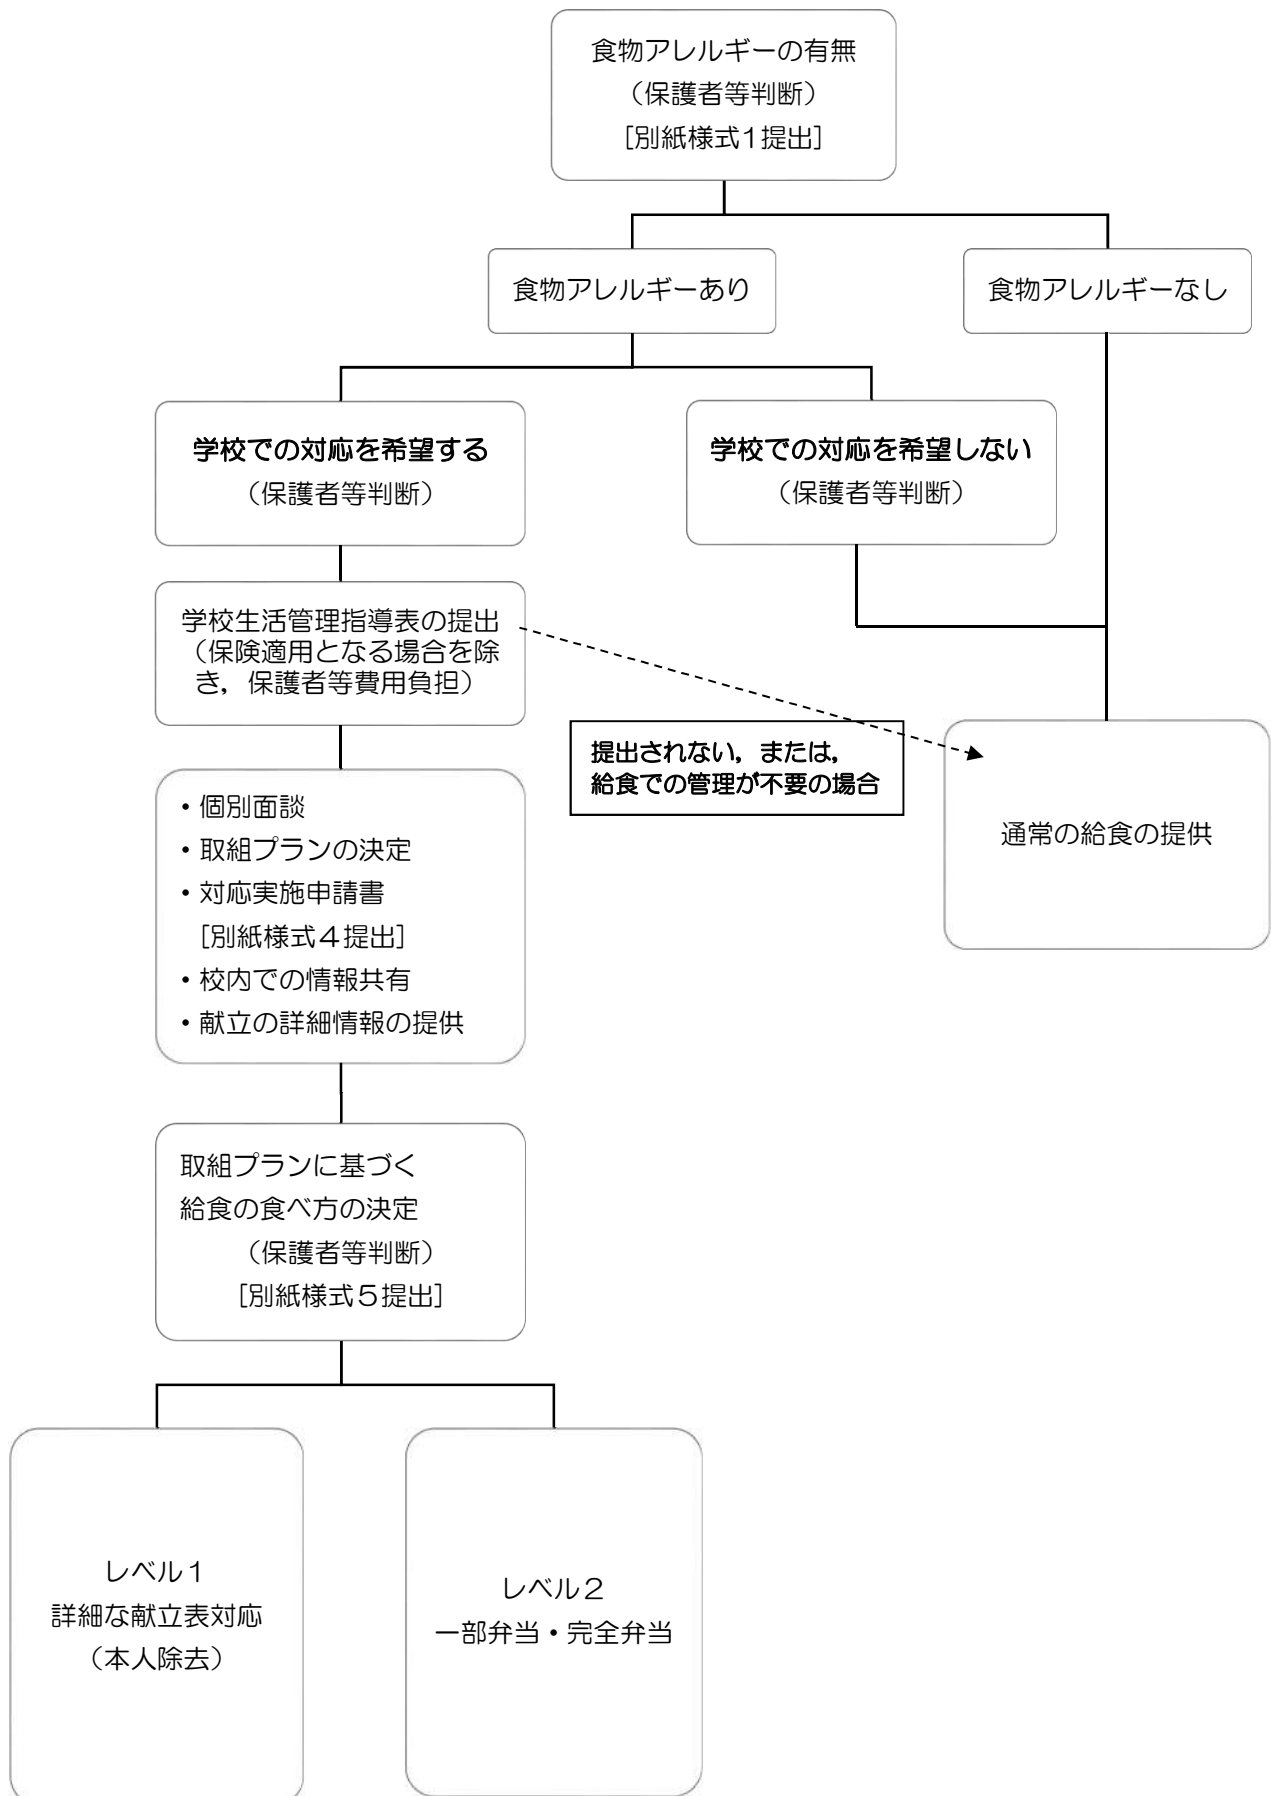 食物アレルギーの有無
（保護者等判断）
［別紙様式1提出］
食物アレルギーあり
食物アレルギーなし
学校での対応を希望する
（保護者等判断）
学校での対応を希望しない
（保護者等判断）
学校生活管理指導表の提出
（保険適用となる場合を除
き，保護者等費用負担）
提出されない，または，
給食での管理が不要の場合
通常の給食の提供
・個別面談
・取組プランの決定
・対応実施申請書
［別紙様式４提出］
・校内での情報共有
・献立の詳細情報の提供
取組プランに基づく
給食の食べ方の決定
（保護者等判断）
［別紙様式５提出］
レベル１
詳細な献立表対応
（本人除去）
レベル２
一部弁当・完全弁当